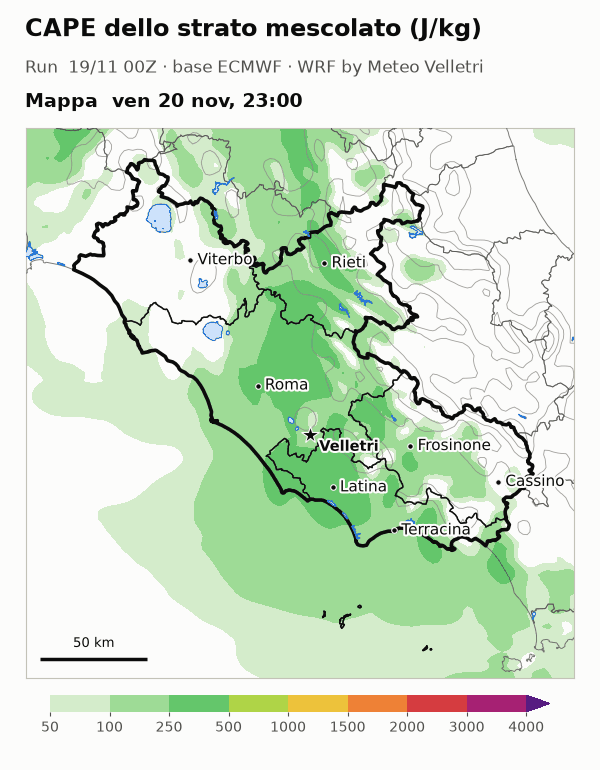 CAPE dello strato mescolato (J/kg)
Run  19/11 00Z · base ECMWF · WRF by Meteo Velletri
Mappa  ven 20 nov, 23:00
Viterbo
Rieti
Roma
Velletri
Frosinone
Cassino
Latina
Terracina
50 km
50 100 250 500 1000 1500 2000 3000 4000